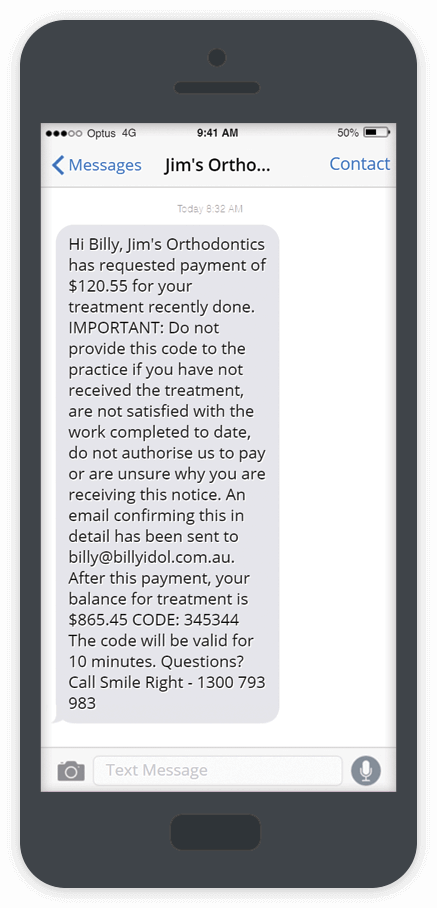 Optus 4G 9:41 AM 50%
Messages Jim's Ortho... Contact
Today 8:32 AM
Hi Billy, Jim's Orthodontics
has requested payment of
$120.55 for your
treatment recently done.
IMPORTANT: Do not
provide this code to the
practice if you have not
received the treatment,
are not satisfied with the
work completed to date,
do not authorise us to pay
or are unsure why you are
receiving this notice. An
email confirming this in
detail has been sent to
billy@billyidol.com.au.
After this payment, your
balance for treatment is
$865.45 CODE: 345344
The code will be valid for
10 minutes. Questions?
Call Smile Right - 1300 793
983
Text Message